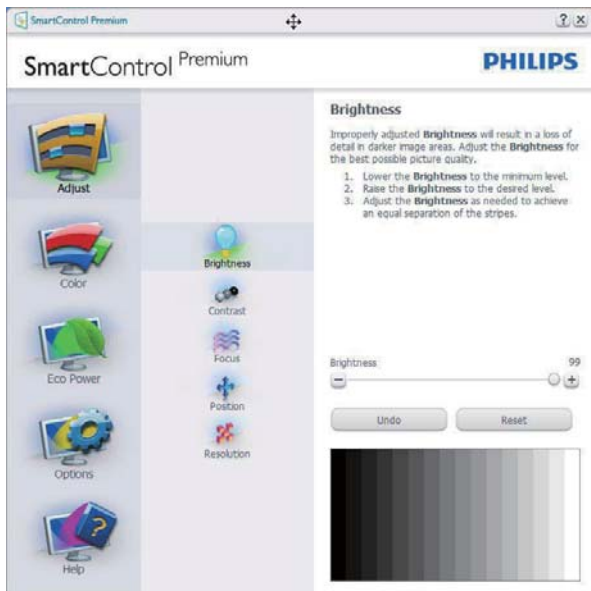 SmartControl Premium
? x
SmartControl Premium
PHILIPS
Adjust
Color
Eco Power
Options
? 
Help
Brightness
Contrast
Focus
Position
Resolution
Brightness
Improperly adjusted Brightness will result in a loss of
detail in darker image areas. Adjust the Brightness for
the best possible picture quality.
1. Lower the Brightness to the minimum level.
2. Raise the Brightness to the desired level.
3. Adjust the Brightness as needed to achieve
an equal separation of the stripes.
Brightness 99
Undo Reset